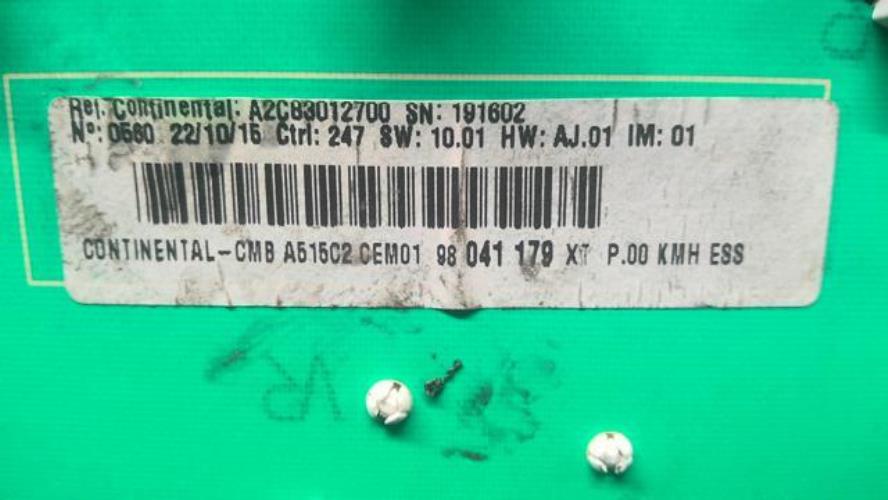 Ref. Continental: A2C83012700 SN: 191602
Nº: 0560 22/10/15 Ctrl: 247 SW: 10.01 HW: AJ.01 IM: 01
CONTINENTAL-CMB A515C2 CEM01 98 041 179 XT P.00 KMH ESS